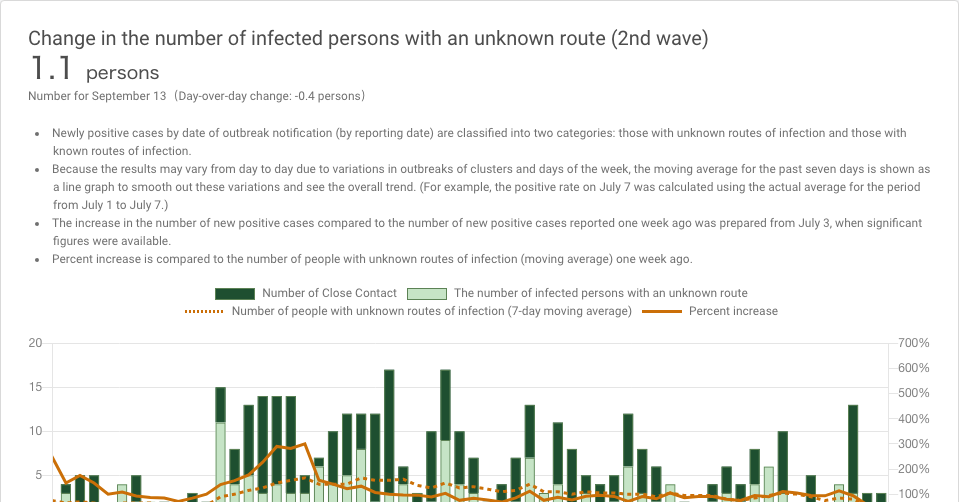 Change in the number of infected persons with an unknown route (2nd wave)
1.1 persons
Number for September 13（Day-over-day change: -0.4 persons）
Newly positive cases by date of outbreak notification (by reporting date) are classified into two categories: those with unknown routes of infection and those with
known routes of infection.
Because the results may vary from day to day due to variations in outbreaks of clusters and days of the week, the moving average for the past seven days is shown as
a line graph to smooth out these variations and see the overall trend. (For example, the positive rate on July 7 was calculated using the actual average for the period
from July 1 to July 7.)
The increase in the number of new positive cases compared to the number of new positive cases reported one week ago was prepared from July 3, when significant
figures were available.
Percent increase is compared to the number of people with unknown routes of infection (moving average) one week ago.
Number of Close Contact The number of infected persons with an unknown route
Number of people with unknown routes of infection (7-day moving average) Percent increase
20 700%
600%
15 500%
400%
10 300%
200%
5 100%